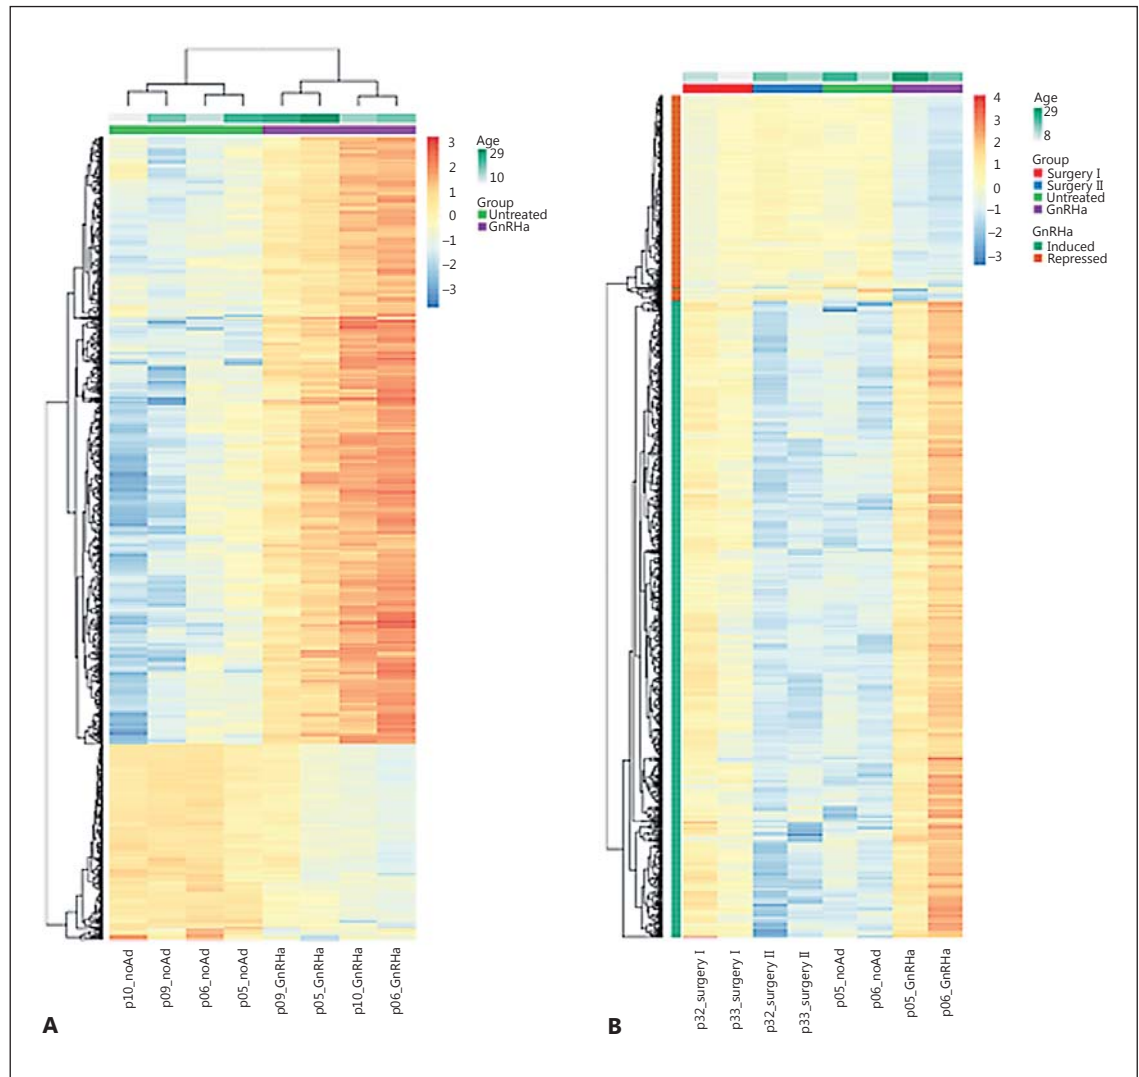 3
2
1
0
−1
−2
−3
Age
29
10
Group
Untreated
GnRHa
p10_noAd
p09_noAd
p06_noAd
p05_noAd
p09_GnRHa
p05_GnRHa
p10_GnRHa
p06_GnRHa
A
4
3
2
1
0
−1
−2
−3
Age
29
8
Group
Surgery I
Surgery II
Untreated
GnRHa
GnRHa
Induced
Repressed
p32_surgery I
p33_surgery I
p32_surgery II
p33_surgery II
p05_noAd
p06_noAd
p05_GnRHa
p06_GnRHa
B